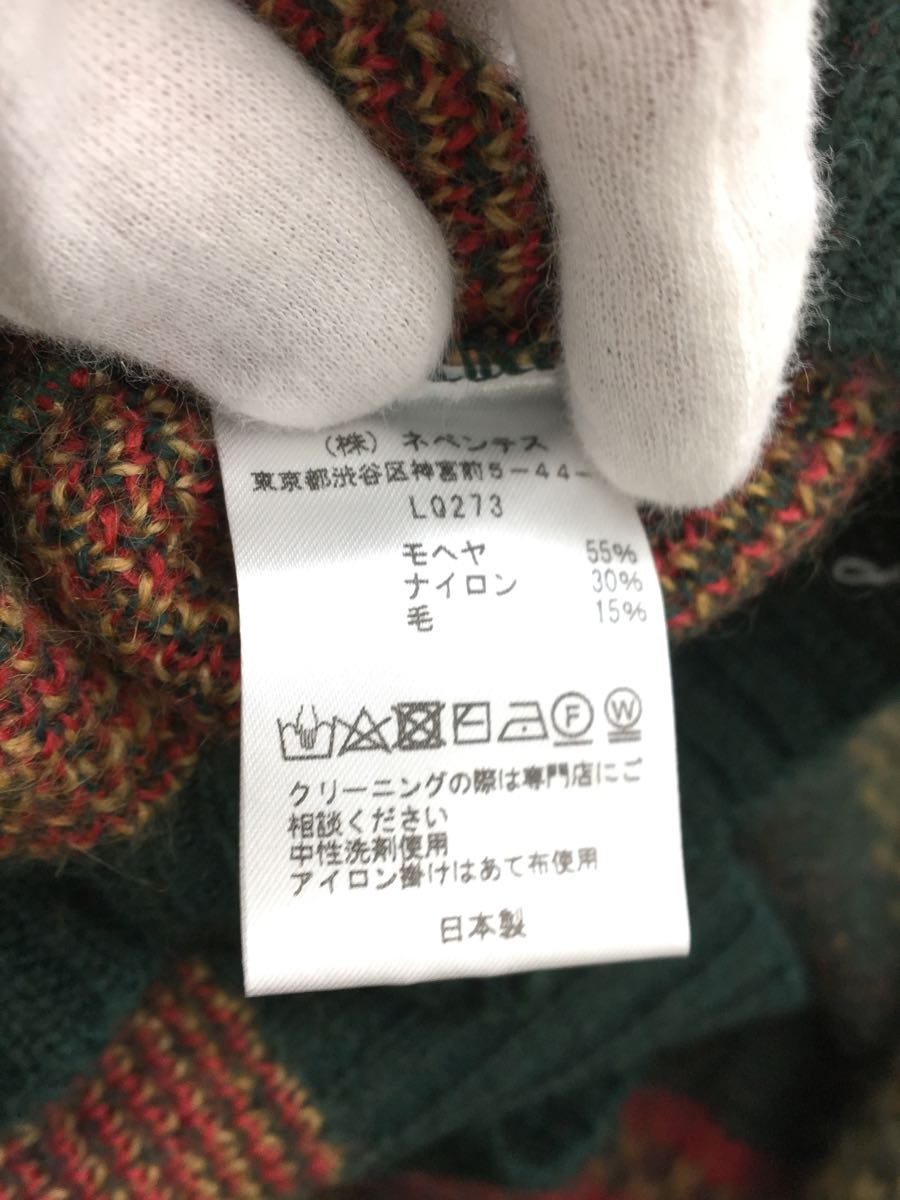 (株) ネペンテス
東京都渋谷区神宮前5-44-
LQ273
モヘヤ 55%
ナイロン 30%
毛 15%
F W
クリーニングの際は専門店にご
相談ください
中性洗剤使用
アイロン掛けはあて布使用
日本製